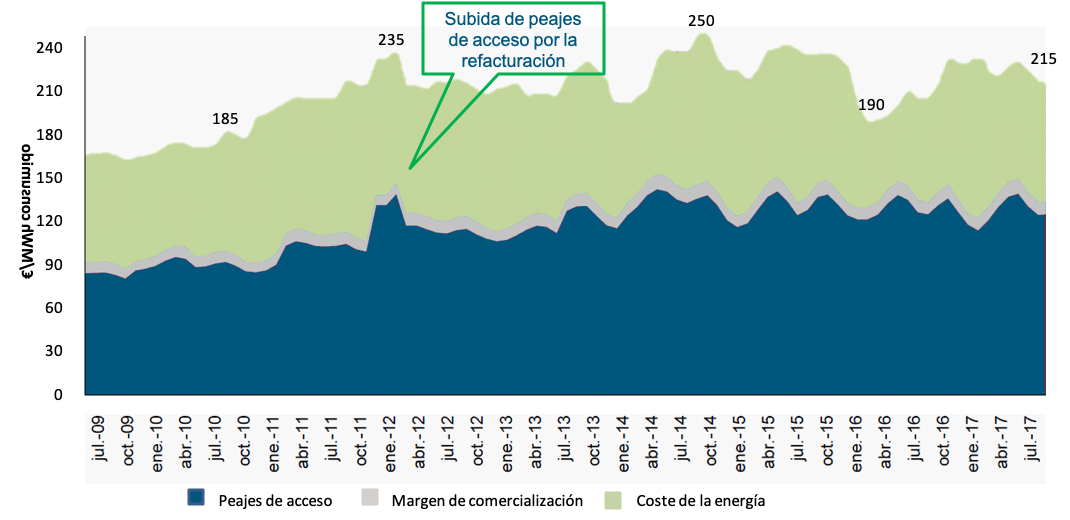 Subida de peajes
de acceso por la
refacturación
185
235
250
190
215
€\MWh consumido
240
210
180
150
120
90
60
30
0
jul.-09
oct.-09
ene.-10
abr.-10
jul.-10
oct.-10
ene.-11
abr.-11
jul.-11
oct.-11
ene.-12
abr.-12
jul.-12
oct.-12
ene.-13
abr.-13
jul.-13
oct.-13
ene.-14
abr.-14
jul.-14
oct.-14
ene.-15
abr.-15
jul.-15
oct.-15
ene.-16
abr.-16
jul.-16
oct.-16
ene.-17
abr.-17
jul.-17
Peajes de acceso
Margen de comercialización
Coste de la energía